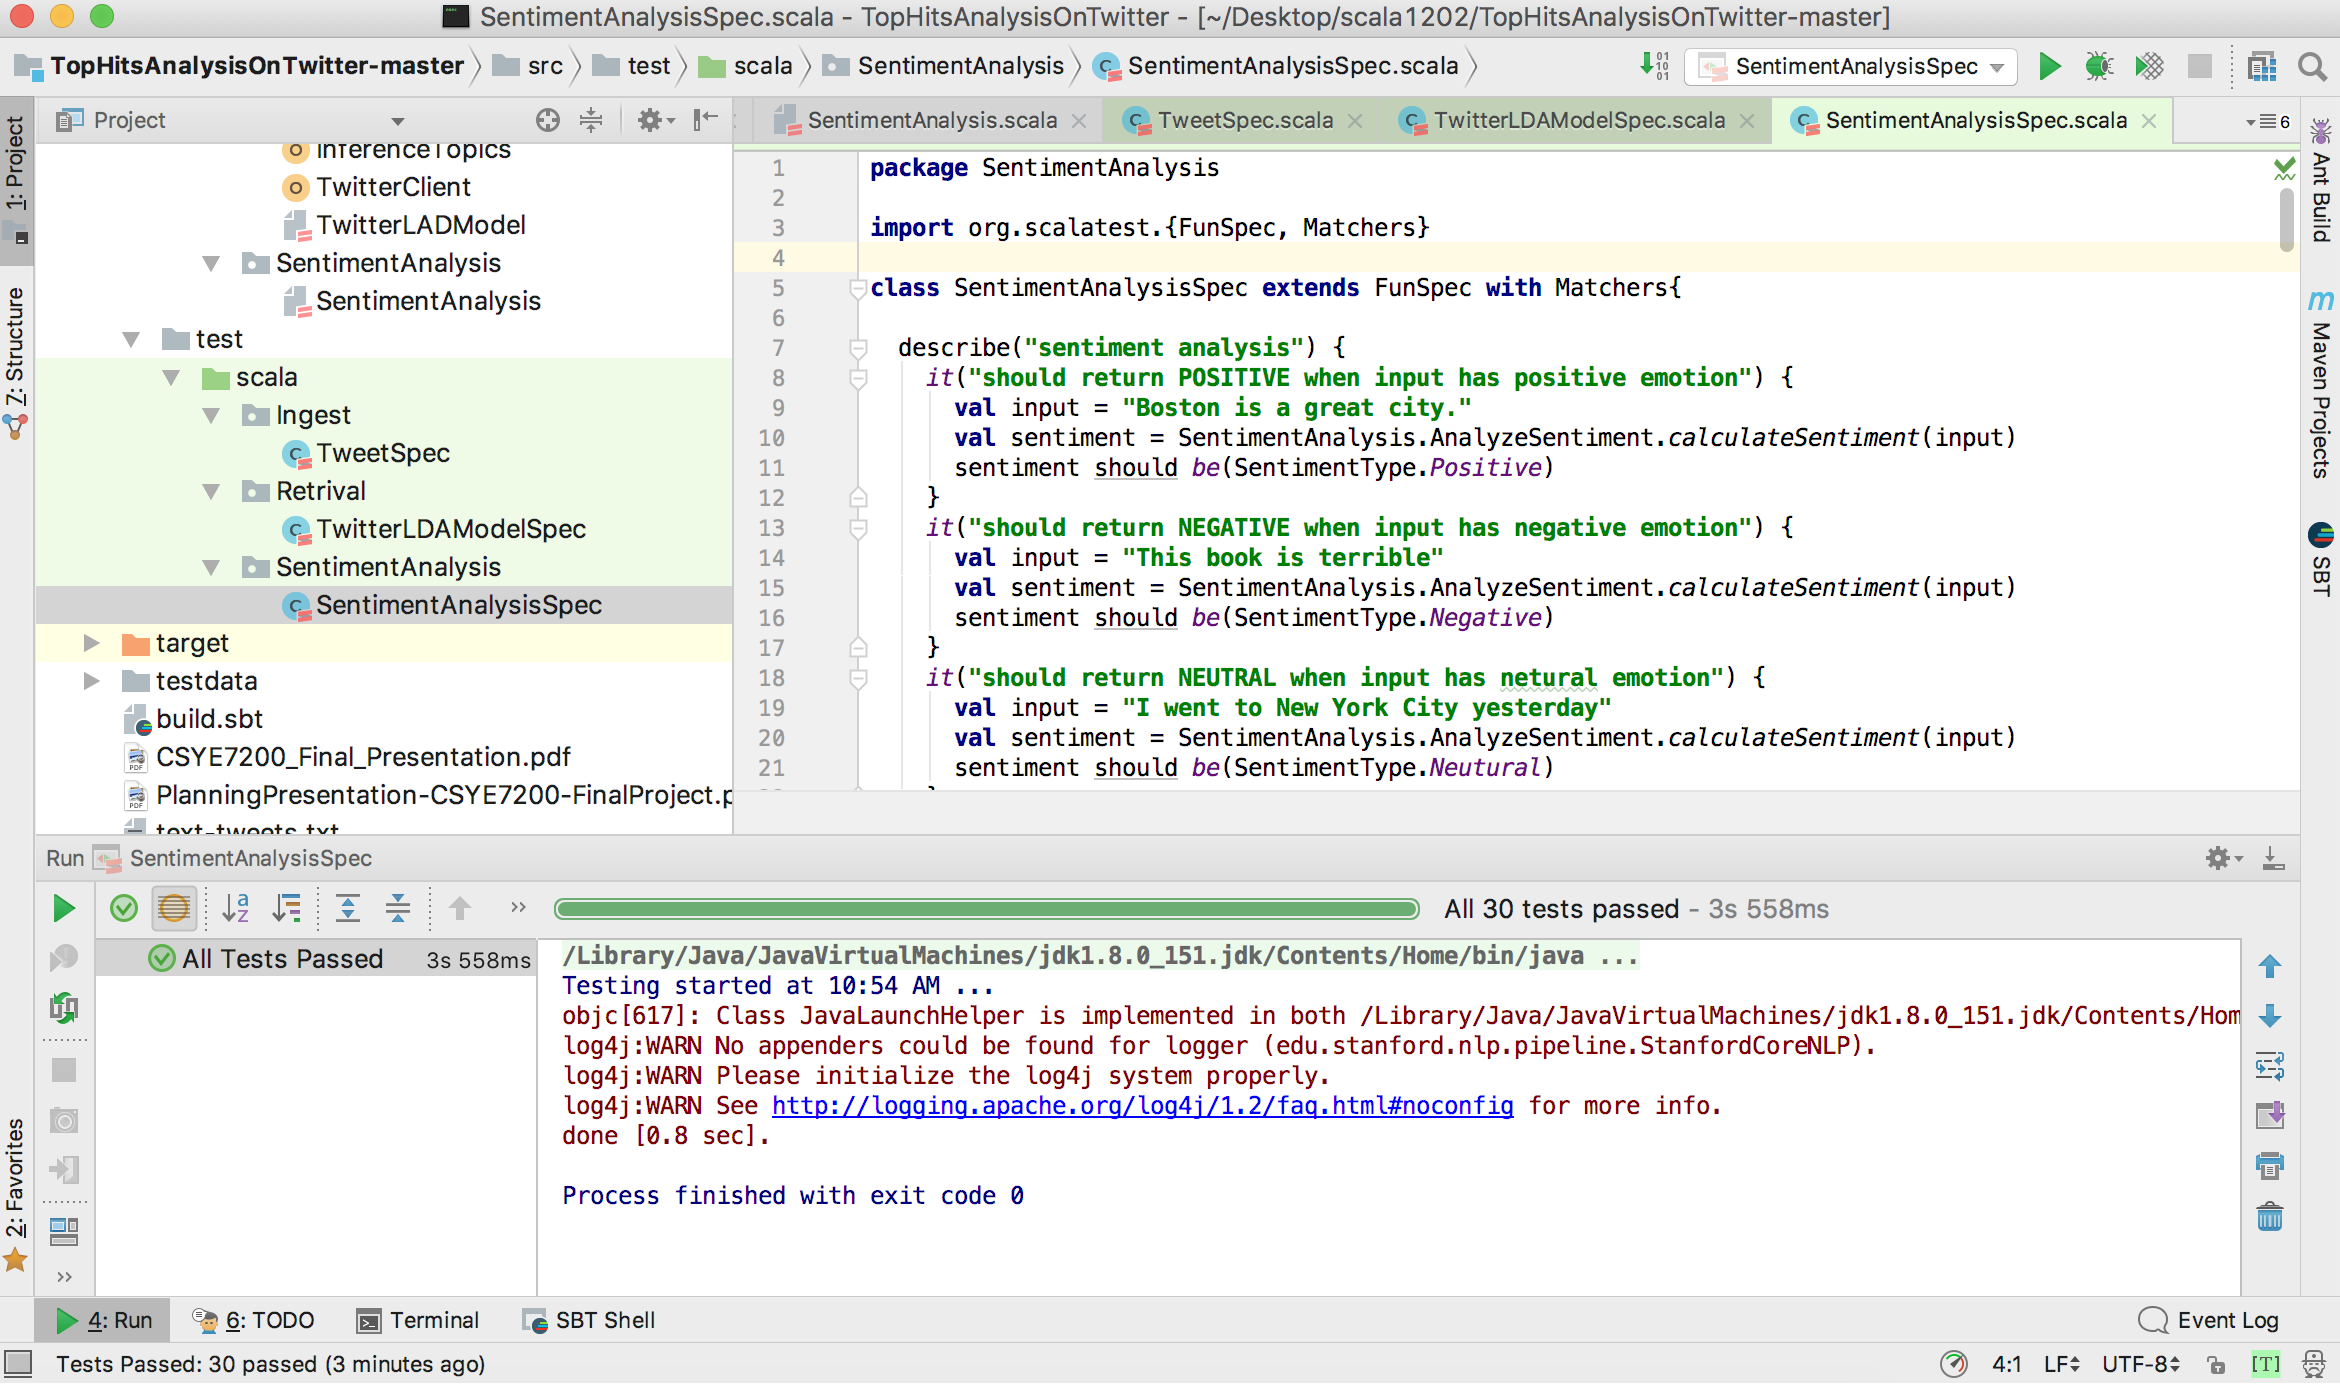 SentimentAnalysisSpec.scala - TopHitsAnalysisOnTwitter - [~/Desktop/scala1202/TopHitsAnalysisOnTwitter-master]
TopHitsAnalysisOnTwitter-master src test scala SentimentAnalysis SentimentAnalysisSpec.scala SentimentAnalysisSpec
Project
SentimentAnalysis.scala TweetSpec.scala TwitterLDAModelSpec.scala SentimentAnalysisSpec.scala 6
1: Project
7: Structure
2: Favorites
InferenceTopics
TwitterClient
TwitterLADModel
SentimentAnalysis
SentimentAnalysis
test
scala
Ingest
TweetSpec
Retrival
TwitterLDAModelSpec
SentimentAnalysis
SentimentAnalysisSpec
target
testdata
build.sbt
CSYE7200_Final_Presentation.pdf
PlanningPresentation-CSYE7200-FinalProject.p
text-tweets.txt
1 package SentimentAnalysis
2
3 import org.scalatest.{FunSpec, Matchers}
4
5 class SentimentAnalysisSpec extends FunSpec with Matchers{
6
7 describe("sentiment analysis") {
8 it("should return POSITIVE when input has positive emotion") {
9 val input = "Boston is a great city."
10 val sentiment = SentimentAnalysis.AnalyzeSentiment.calculateSentiment(input)
11 sentiment should be(SentimentType.Positive)
12 }
13 it("should return NEGATIVE when input has negative emotion") {
14 val input = "This book is terrible"
15 val sentiment = SentimentAnalysis.AnalyzeSentiment.calculateSentiment(input)
16 sentiment should be(SentimentType.Negative)
17 }
18 it("should return NEUTRAL when input has netural emotion") {
19 val input = "I went to New York City yesterday"
20 val sentiment = SentimentAnalysis.AnalyzeSentiment.calculateSentiment(input)
21 sentiment should be(SentimentType.Neutural)
Ant Build
Maven Projects
SBT
Run SentimentAnalysisSpec
All 30 tests passed - 3s 558ms
All Tests Passed 3s 558ms
/Library/Java/JavaVirtualMachines/jdk1.8.0_151.jdk/Contents/Home/bin/java ...
Testing started at 10:54 AM ...
objc[617]: Class JavaLaunchHelper is implemented in both /Library/Java/JavaVirtualMachines/jdk1.8.0_151.jdk/Contents/Hom
log4j:WARN No appenders could be found for logger (edu.stanford.nlp.pipeline.StanfordCoreNLP).
log4j:WARN Please initialize the log4j system properly.
log4j:WARN See http://logging.apache.org/log4j/1.2/faq.html#noconfig for more info.
done [0.8 sec].
Process finished with exit code 0
4: Run 6: TODO Terminal SBT Shell Event Log
Tests Passed: 30 passed (3 minutes ago) 4:1 LF UTF-8 [T]